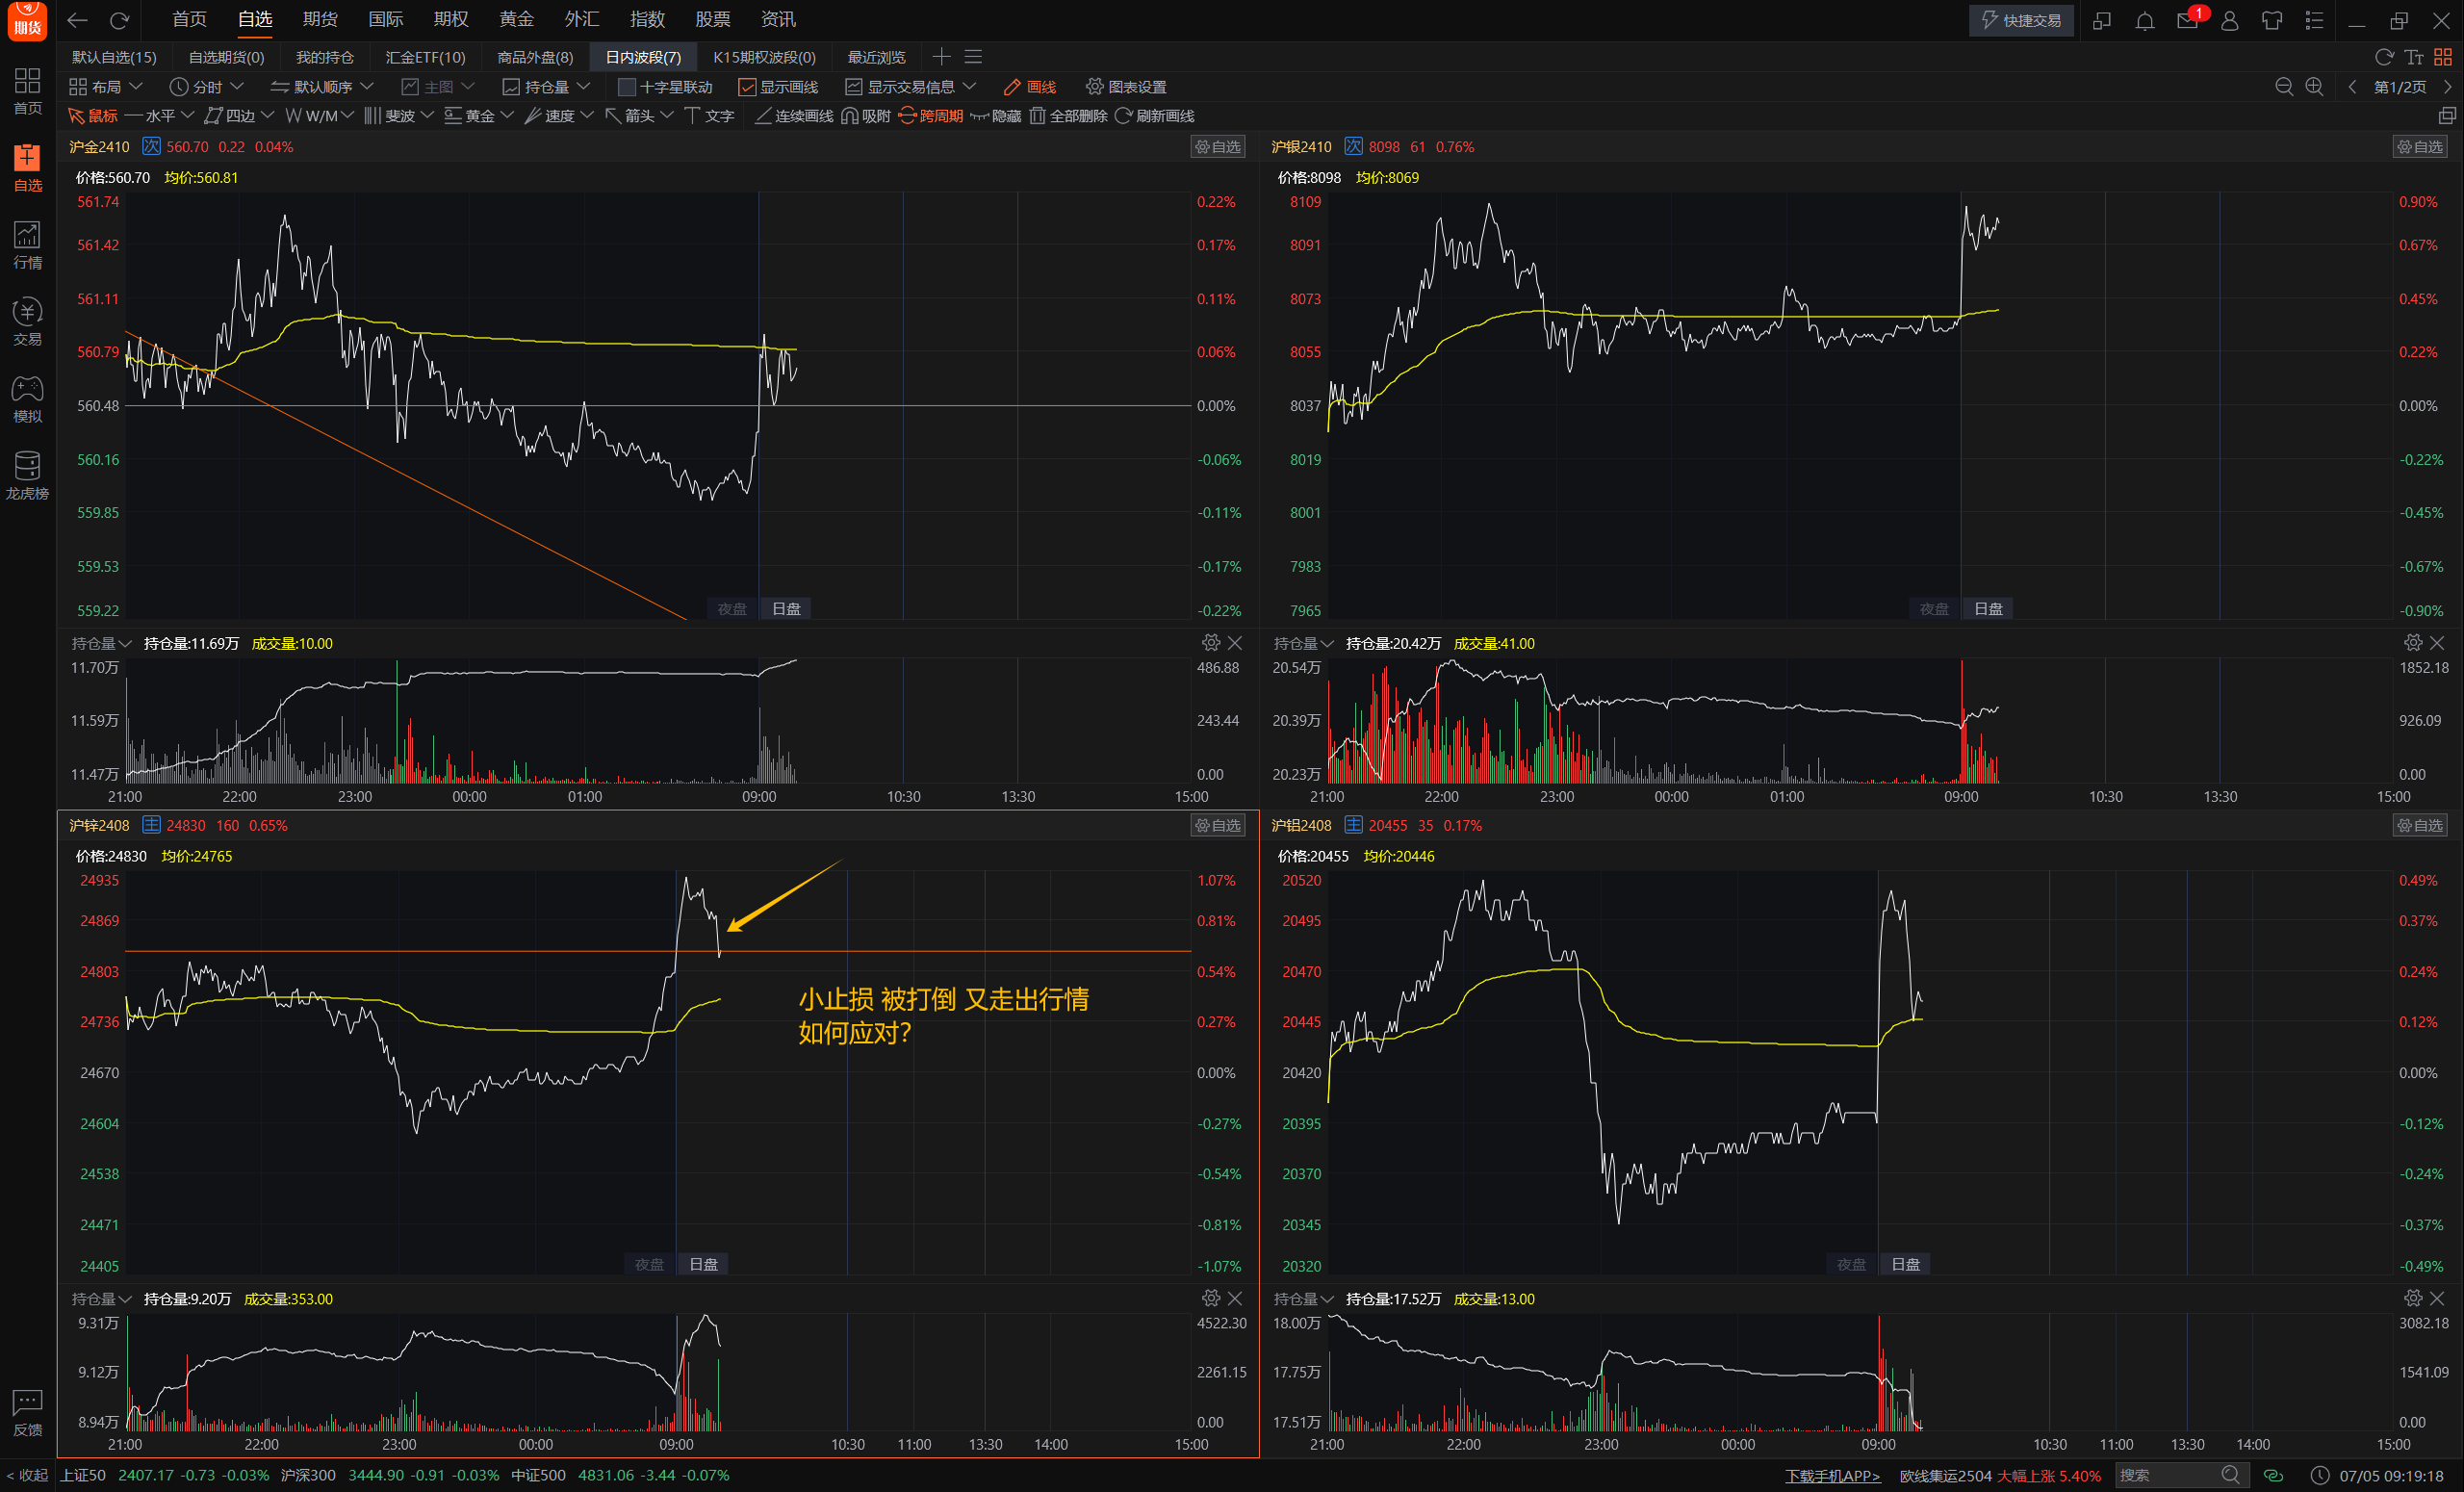 期货
首页 自选 期货 国际 期权 黄金 外汇 指数 股票 资讯
快捷交易
1
默认自选(15) 自选期货(0) 我的持仓 汇金ETF(10) 商品外盘(8) 日内波段(7) K15期权波段(0) 最近浏览
布局 分时 默认顺序 主图 持仓量 十字星联动 显示画线 显示交易信息 画线 图表设置
第1/2页
鼠标 水平 四边 W/M 斐波 黄金 速度 箭头 文字 连续画线 吸附 跨周期 隐藏 全部删除 刷新画线
首页
自选
行情
交易
模拟
龙虎榜
反馈
< 收起
沪金2410 次 560.70 0.22 0.04%
自选
价格:560.70 均价:560.81
561.74 0.22%
561.42 0.17%
561.11 0.11%
560.79 0.06%
560.48 0.00%
560.16 -0.06%
559.85 -0.11%
559.53 -0.17%
559.22 -0.22%
夜盘 日盘
持仓量 持仓量:11.69万 成交量:10.00
11.70万 486.88
11.59万 243.44
11.47万 0.00
21:00 22:00 23:00 00:00 01:00 09:00 10:30 13:30 15:00
沪银2410 次 8098 61 0.76%
自选
价格:8098 均价:8069
8109 0.90%
8091 0.67%
8073 0.45%
8055 0.22%
8037 0.00%
8019 -0.22%
8001 -0.45%
7983 -0.67%
7965 -0.90%
夜盘 日盘
持仓量 持仓量:20.42万 成交量:41.00
20.54万 1852.18
20.39万 926.09
20.23万 0.00
21:00 22:00 23:00 00:00 01:00 09:00 10:30 13:30 15:00
沪锌2408 主 24830 160 0.65%
自选
价格:24830 均价:24765
24935 1.07%
24869 0.81%
24803 0.54%
24736 0.27%
24670 0.00%
24604 -0.27%
24538 -0.54%
24471 -0.81%
24405 -1.07%
小止损 被打倒 又走出行情
如何应对?
夜盘 日盘
持仓量 持仓量:9.20万 成交量:353.00
9.31万 4522.30
9.12万 2261.15
8.94万 0.00
21:00 22:00 23:00 00:00 09:00 10:30 11:00 13:30 14:00 15:00
沪铝2408 主 20455 35 0.17%
自选
价格:20455 均价:20446
20520 0.49%
20495 0.37%
20470 0.24%
20445 0.12%
20420 0.00%
20395 -0.12%
20370 -0.24%
20345 -0.37%
20320 -0.49%
夜盘 日盘
持仓量 持仓量:17.52万 成交量:13.00
18.00万 3082.18
17.75万 1541.09
17.51万 0.00
21:00 22:00 23:00 00:00 09:00 10:30 11:00 13:30 14:00 15:00
上证50 2407.17 -0.73 -0.03% 沪深300 3444.90 -0.91 -0.03% 中证500 4831.06 -3.44 -0.07%
下载手机APP> 欧线集运2504 大幅上涨 5.40% 搜索 07/05 09:19:18